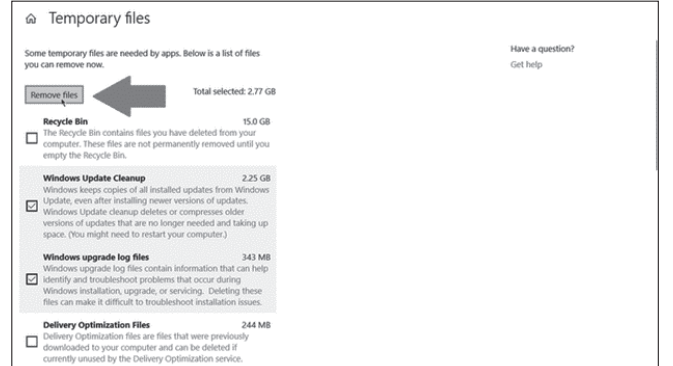 Temporary files
Some temporary files are needed by apps. Below is a list of files
you can remove now.
Have a question?
Get help
Remove files
Total selected: 2.77 GB
Recycle Bin 15.0 GB
The Recycle Bin contains files you have deleted from your
computer. These files are not permanently removed until you
empty the Recycle Bin.
Windows Update Cleanup 2.25 GB
Windows keeps copies of all installed updates from Windows
Update, even after installing newer versions of updates.
Windows Update cleanup deletes or compresses older
versions of updates that are no longer needed and taking up
space. (You might need to restart your computer.)
Windows upgrade log files 343 MB
Windows upgrade log files contain information that can help
identify and troubleshoot problems that occur during
Windows installation, upgrade, or servicing. Deleting these
files can make it difficult to troubleshoot installation issues.
Delivery Optimization Files 244 MB
Delivery Optimization files are files that were previously
downloaded to your computer and can be deleted if
currently unused by the Delivery Optimization service.